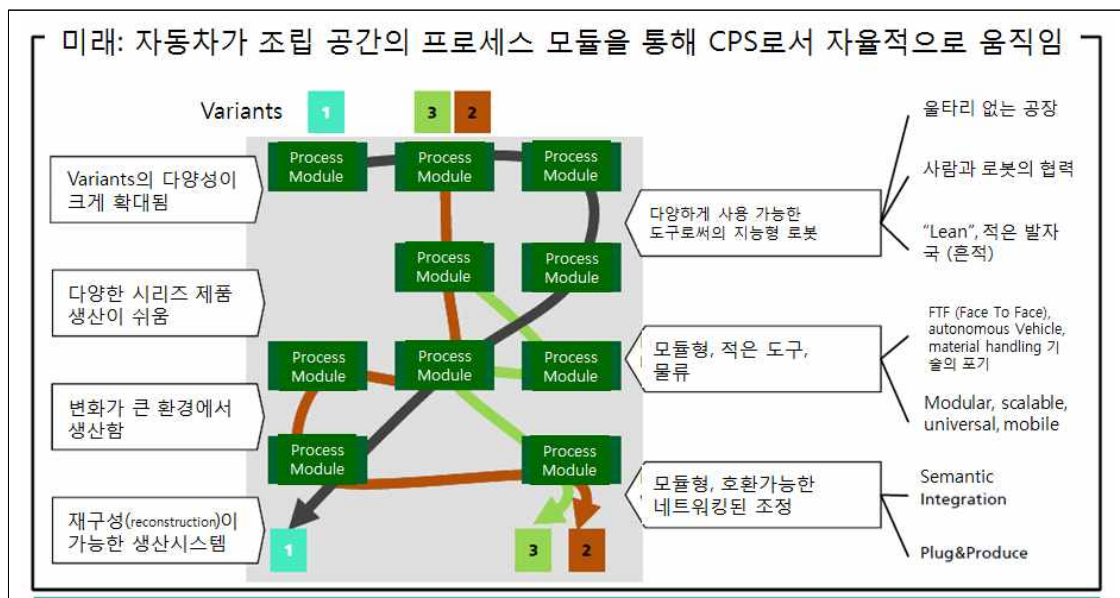 미래: 자동차가 조립 공간의 프로세스 모듈을 통해 CPS로서 자율적으로 움직임
Variants
1
3
2
Process
Module
Process
Module
Process
Module
Process
Module
Process
Module
Process
Module
Process
Module
Process
Module
Process
Module
Process
Module
1
3
2
Variants의 다양성이
크게 확대됨
다양한 시리즈 제품
생산이 쉬움
변화가 큰 환경에서
생산함
재구성(reconstruction)이
가능한 생산시스템
다양하게 사용 가능한
도구로써의 지능형 로봇
울타리 없는 공장
사람과 로봇의 협력
“Lean”, 적은 발자
국 (흔적)
모듈형, 적은 도구,
물류
FTF (Face To Face),
autonomous Vehicle,
material handling 기
술의 포기
Modular, scalable,
universal, mobile
모듈형, 호환가능한
네트워킹된 조정
Semantic
Integration
Plug&Produce